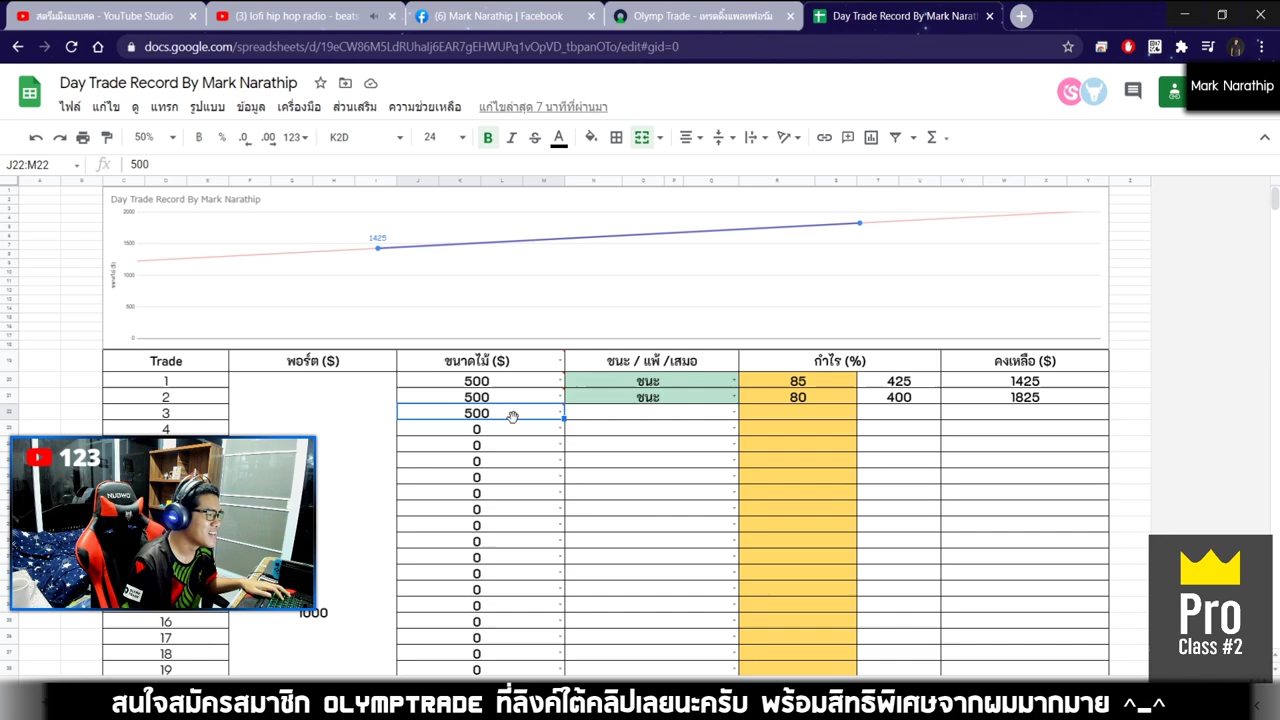 สตรีมมิงแบบสด - YouTube Studio
(3) lofi hip hop radio - beats
(6) Mark Narathip | Facebook
Olymp Trade - เทรดดิ้งแพลทฟอร์ม
Day Trade Record By Mark Narat
docs.google.com/spreadsheets/d/19eCW86M5LdRUhaIj6EAR7gEHWUPq1vOpVD_tbpanOTo/edit#gid=0
Day Trade Record By Mark Narathip
Mark Narathip
ไฟล์ แก้ไข ดู แทรก รูปแบบ ข้อมูล เครื่องมือ ส่วนเสริม ความช่วยเหลือ แก้ไขล่าสุด 7 นาทีที่ผ่านมา
50% % .0 .00 123 K2D 24 B I S A
J22:M22 fx 500
A B C D E F G H I J K L M N O P Q R S T U V W X Y Z
Day Trade Record By Mark Narathip
2000
1500
1000
500
0
ขนาดไม้ ($)
1425
Trade พอร์ต ($) ขนาดไม้ ($) ชนะ / แพ้ /เสมอ กำไร (%) คงเหลือ ($)
1 500 ชนะ 85 425 1425
2 500 ชนะ 80 400 1825
3 500
4 0
0
0
0
0
0
0
0
0
0
0
0
1000
16 0
17 0
18 0
19 0
123
NUBWO
Pro
Class #2
สนใจสมัครสมาชิก OLYMPTRADE ที่ลิงค์ใต้คลิปเลยนะครับ พร้อมสิทธิพิเศษจากผมมากมาย ^_^